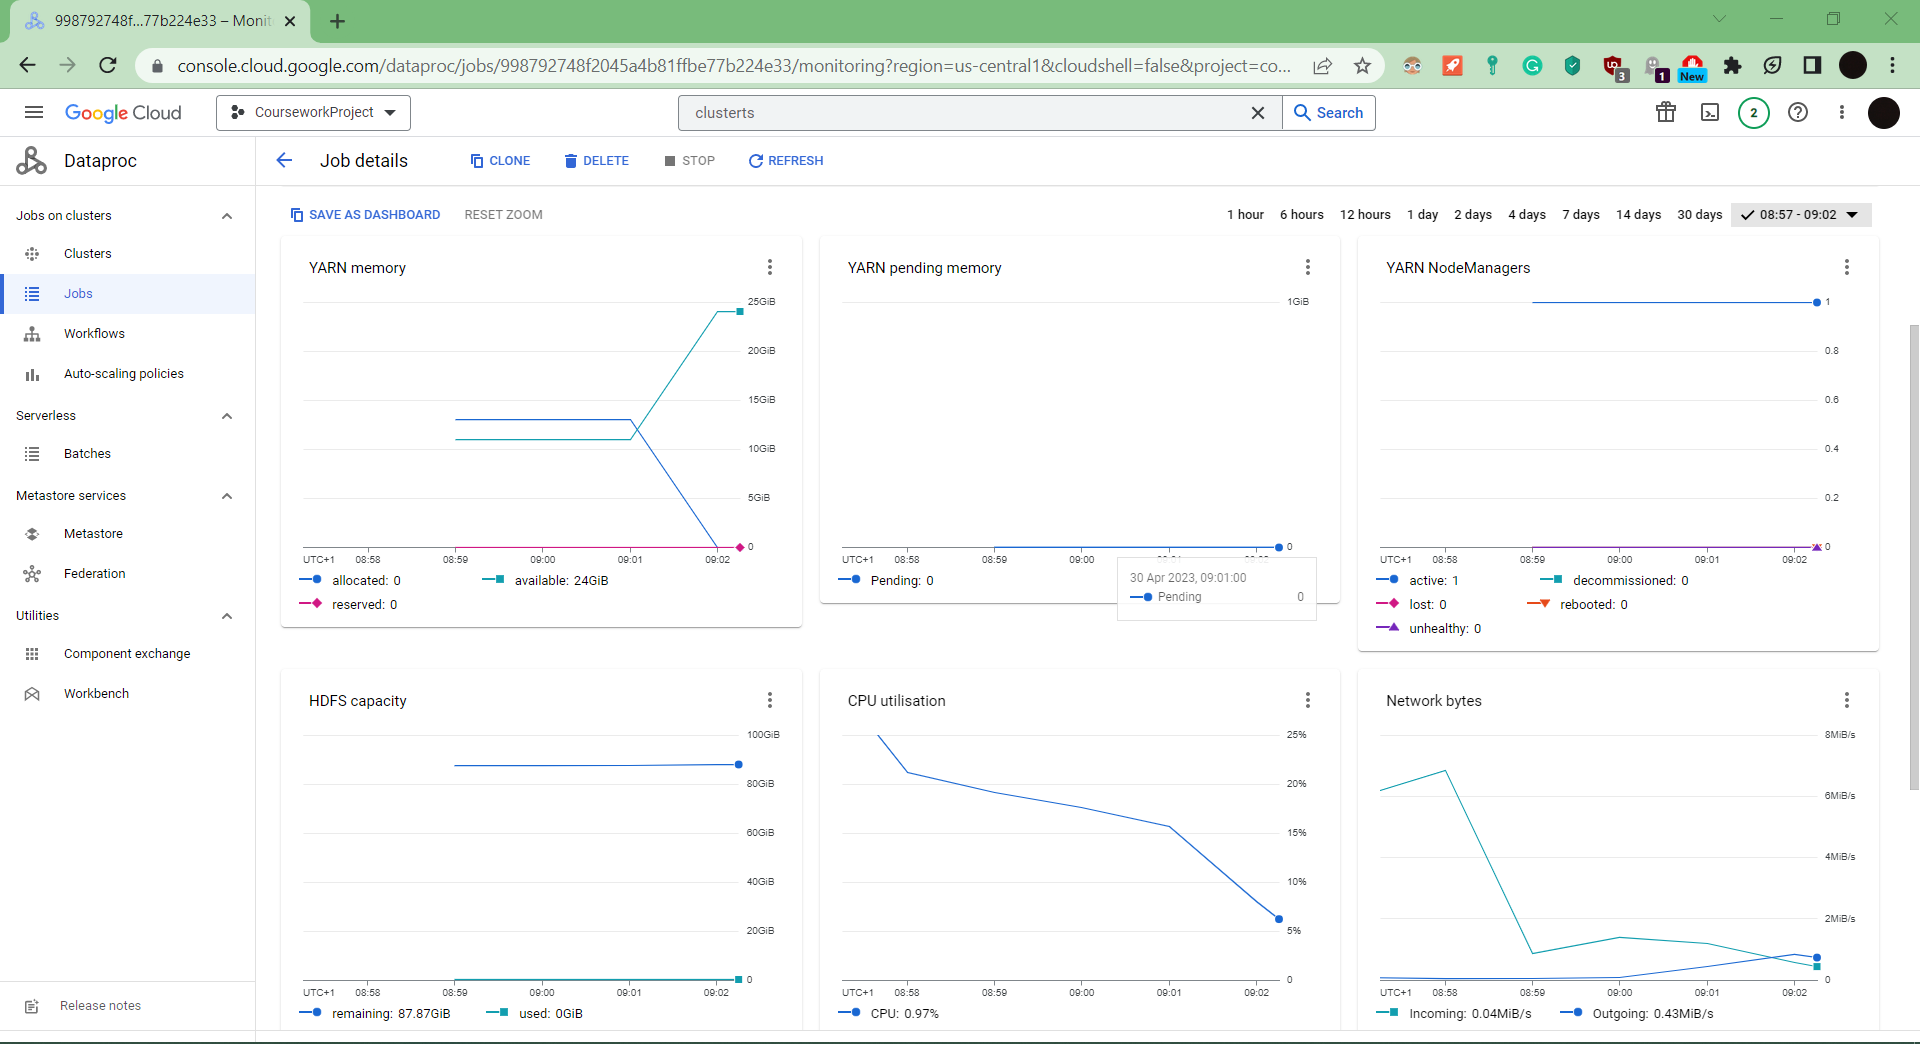 998792748f...77b224e33 – Monit
console.cloud.google.com/dataproc/jobs/998792748f2045a4b81ffbe77b224e33/monitoring?region=us-central1&cloudshell=false&project=co...
3
1
New
Google Cloud
CourseworkProject
clusterts
Search
2
Dataproc
Job details
CLONE
DELETE
STOP
REFRESH
Jobs on clusters
Clusters
Jobs
Workflows
Auto-scaling policies
Serverless
Batches
Metastore services
Metastore
Federation
Utilities
Component exchange
Workbench
Release notes
SAVE AS DASHBOARD
RESET ZOOM
1 hour
6 hours
12 hours
1 day
2 days
4 days
7 days
14 days
30 days
08:57 - 09:02
YARN memory
25GiB
20GiB
15GiB
10GiB
5GiB
0
UTC+1 08:58 08:59 09:00 09:01 09:02
allocated: 0
available: 24GiB
reserved: 0
YARN pending memory
1GiB
0
UTC+1 08:58 08:59 09:00 09:01 09:02
Pending: 0
30 Apr 2023, 09:01:00
Pending 0
YARN NodeManagers
1
0.8
0.6
0.4
0.2
0
UTC+1 08:58 08:59 09:00 09:01 09:02
active: 1
decommissioned: 0
lost: 0
rebooted: 0
unhealthy: 0
HDFS capacity
100GiB
80GiB
60GiB
40GiB
20GiB
0
UTC+1 08:58 08:59 09:00 09:01 09:02
remaining: 87.87GiB
used: 0GiB
CPU utilisation
25%
20%
15%
10%
5%
0
UTC+1 08:58 08:59 09:00 09:01 09:02
CPU: 0.97%
Network bytes
8MiB/s
6MiB/s
4MiB/s
2MiB/s
0
UTC+1 08:58 08:59 09:00 09:01 09:02
Incoming: 0.04MiB/s
Outgoing: 0.43MiB/s